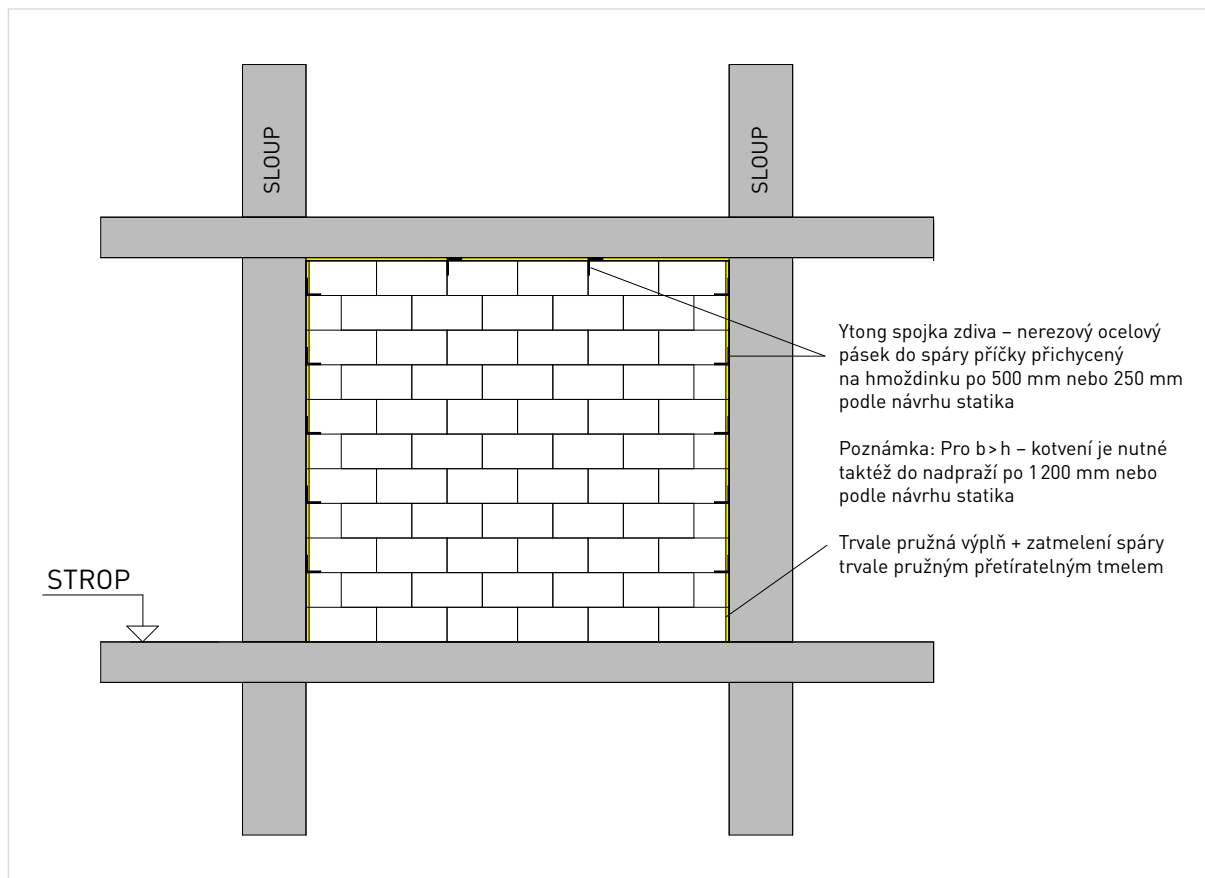 SLOUP
SLOUP
Ytong spojka zdiva – nerezový ocelový
pásek do spáry příčky přichycený
na hmoždinku po 500 mm nebo 250 mm
podle návrhu statika
Poznámka: Pro b > h – kotvení je nutné
taktéž do nadpraží po 1 200 mm nebo
podle návrhu statika
Trvale pružná výplň + zatmelení spáry
trvale pružným přetíratelným tmelem
STROP